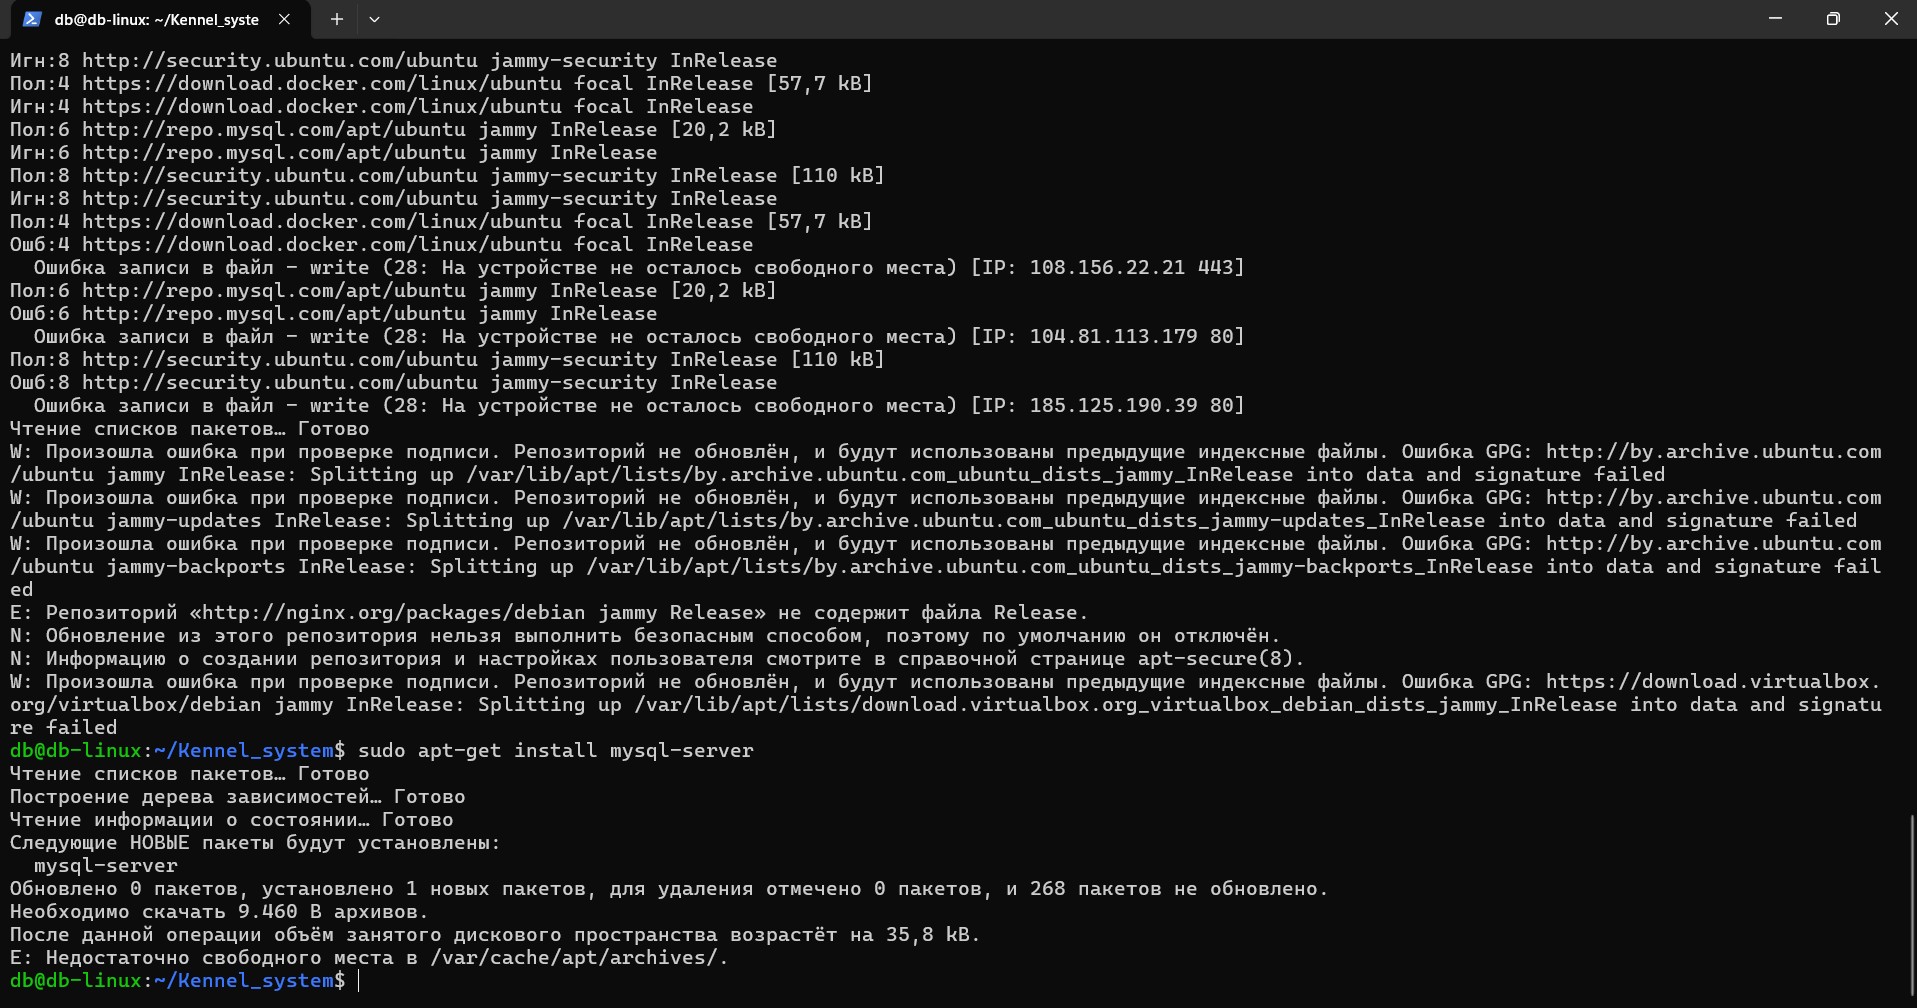 db@db-linux: ~/Kennel_syste
Игн:8 http://security.ubuntu.com/ubuntu jammy-security InRelease
Пол:4 https://download.docker.com/linux/ubuntu focal InRelease [57,7 kB]
Игн:4 https://download.docker.com/linux/ubuntu focal InRelease
Пол:6 http://repo.mysql.com/apt/ubuntu jammy InRelease [20,2 kB]
Игн:6 http://repo.mysql.com/apt/ubuntu jammy InRelease
Пол:8 http://security.ubuntu.com/ubuntu jammy-security InRelease [110 kB]
Игн:8 http://security.ubuntu.com/ubuntu jammy-security InRelease
Пол:4 https://download.docker.com/linux/ubuntu focal InRelease [57,7 kB]
Ошб:4 https://download.docker.com/linux/ubuntu focal InRelease
  Ошибка записи в файл - write (28: На устройстве не осталось свободного места) [IP: 108.156.22.21 443]
Пол:6 http://repo.mysql.com/apt/ubuntu jammy InRelease [20,2 kB]
Ошб:6 http://repo.mysql.com/apt/ubuntu jammy InRelease
  Ошибка записи в файл - write (28: На устройстве не осталось свободного места) [IP: 104.81.113.179 80]
Пол:8 http://security.ubuntu.com/ubuntu jammy-security InRelease [110 kB]
Ошб:8 http://security.ubuntu.com/ubuntu jammy-security InRelease
  Ошибка записи в файл - write (28: На устройстве не осталось свободного места) [IP: 185.125.190.39 80]
Чтение списков пакетов… Готово
W: Произошла ошибка при проверке подписи. Репозиторий не обновлён, и будут использованы предыдущие индексные файлы. Ошибка GPG: http://by.archive.ubuntu.com
/ubuntu jammy InRelease: Splitting up /var/lib/apt/lists/by.archive.ubuntu.com_ubuntu_dists_jammy_InRelease into data and signature failed
W: Произошла ошибка при проверке подписи. Репозиторий не обновлён, и будут использованы предыдущие индексные файлы. Ошибка GPG: http://by.archive.ubuntu.com
/ubuntu jammy-updates InRelease: Splitting up /var/lib/apt/lists/by.archive.ubuntu.com_ubuntu_dists_jammy-updates_InRelease into data and signature failed
W: Произошла ошибка при проверке подписи. Репозиторий не обновлён, и будут использованы предыдущие индексные файлы. Ошибка GPG: http://by.archive.ubuntu.com
/ubuntu jammy-backports InRelease: Splitting up /var/lib/apt/lists/by.archive.ubuntu.com_ubuntu_dists_jammy-backports_InRelease into data and signature fail
ed
E: Репозиторий «http://nginx.org/packages/debian jammy Release» не содержит файла Release.
N: Обновление из этого репозитория нельзя выполнить безопасным способом, поэтому по умолчанию он отключён.
N: Информацию о создании репозитория и настройках пользователя смотрите в справочной странице apt-secure(8).
W: Произошла ошибка при проверке подписи. Репозиторий не обновлён, и будут использованы предыдущие индексные файлы. Ошибка GPG: https://download.virtualbox.
org/virtualbox/debian jammy InRelease: Splitting up /var/lib/apt/lists/download.virtualbox.org_virtualbox_debian_dists_jammy_InRelease into data and signatu
re failed
db@db-linux:~/Kennel_system$ sudo apt-get install mysql-server
Чтение списков пакетов… Готово
Построение дерева зависимостей… Готово
Чтение информации о состоянии… Готово
Следующие НОВЫЕ пакеты будут установлены:
  mysql-server
Обновлено 0 пакетов, установлено 1 новых пакетов, для удаления отмечено 0 пакетов, и 268 пакетов не обновлено.
Необходимо скачать 9.460 B архивов.
После данной операции объём занятого дискового пространства возрастёт на 35,8 kB.
E: Недостаточно свободного места в /var/cache/apt/archives/.
db@db-linux:~/Kennel_system$